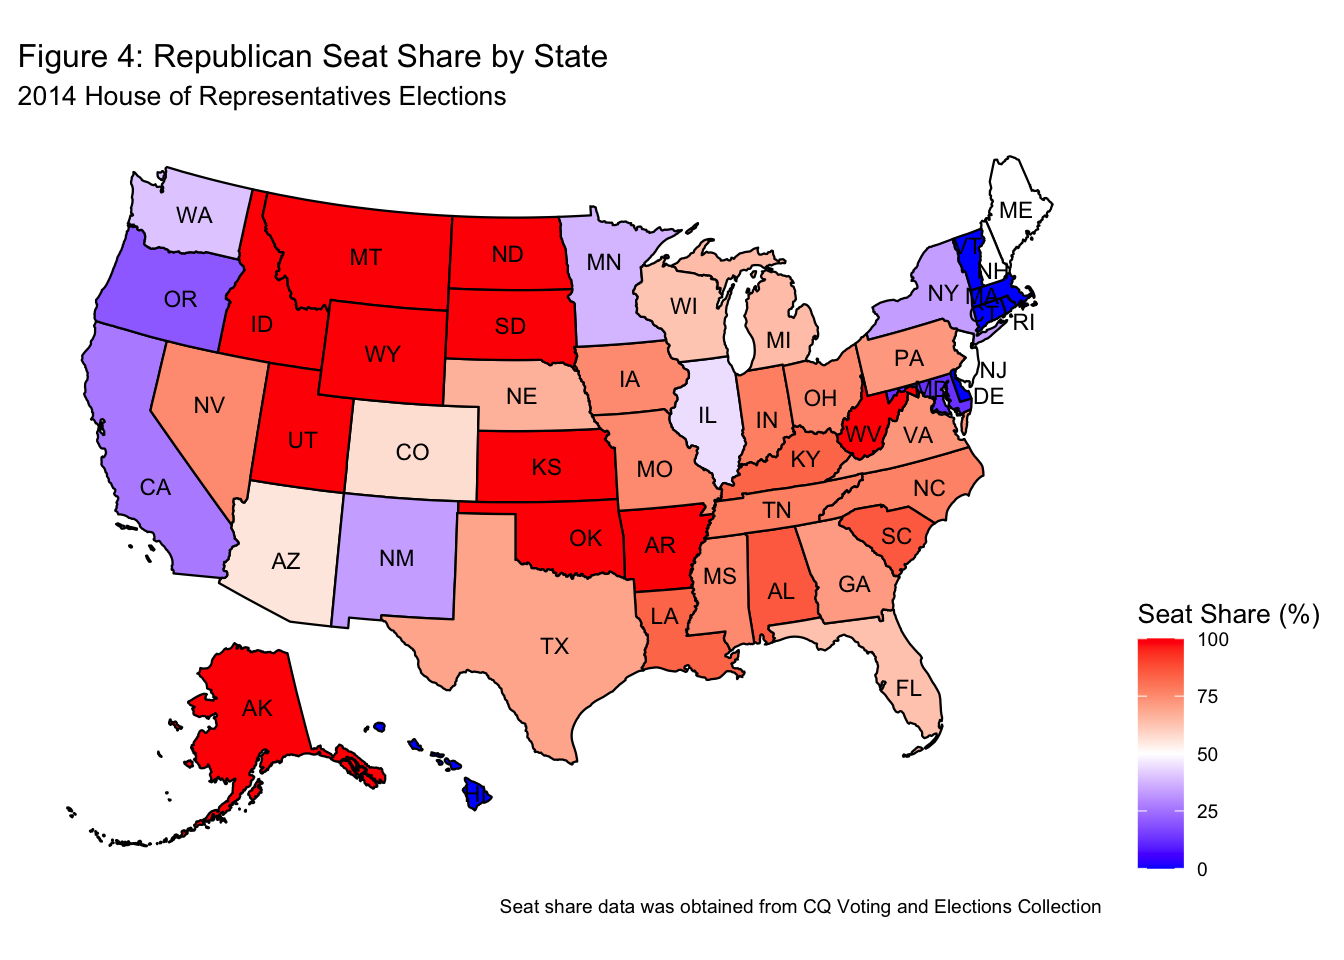 Figure 4: Republican Seat Share by State
2014 House of Representatives Elections
WA
MT
ND
MN
ME
VT
NH
OR
ID
SD
WI
NY
MA
CT
RI
WY
MI
PA
NJ
NV
NE
IA
IL
IN
OH
MD
DE
UT
CO
KS
MO
KY
WV
VA
CA
AZ
NM
OK
AR
TN
NC
SC
TX
LA
MS
AL
GA
FL
AK
HI
Seat Share (%)
100
75
50
25
0
Seat share data was obtained from CQ Voting and Elections Collection